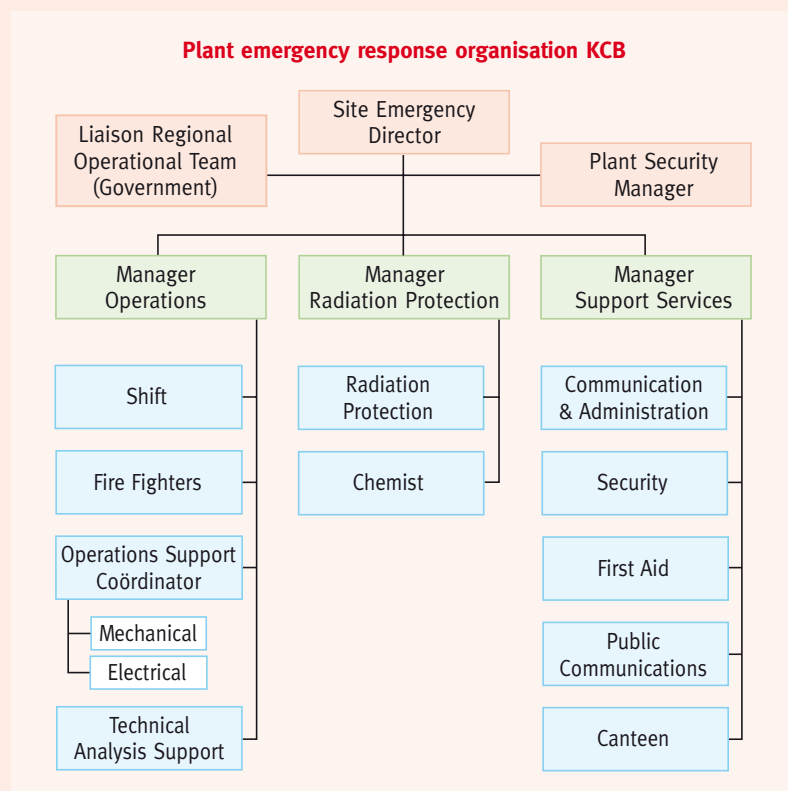 Plant emergency response organisation KCB
Site Emergency
Director
Liaison Regional
Operational Team
(Government)
Plant Security
Manager
Manager
Operations
Manager
Radiation Protection
Manager
Support Services
Shift
Fire Fighters
Operations Support
Coördinator
Mechanical
Electrical
Technical
Analysis Support
Radiation
Protection
Chemist
Communication
& Administration
Security
First Aid
Public
Communications
Canteen